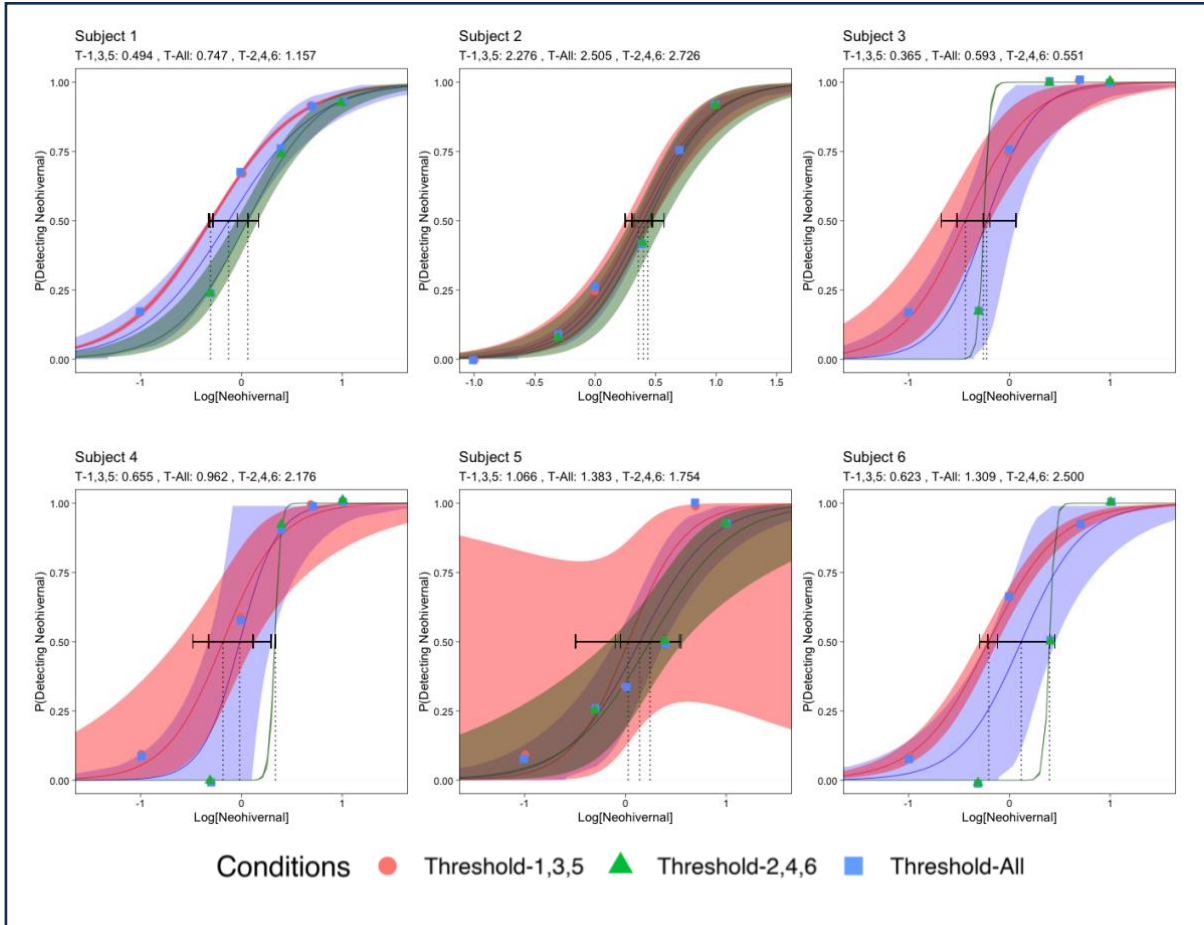 Subject 1
T-1,3,5: 0.494 , T-All: 0.747 , T-2,4,6: 1.157
1.00
0.75
0.50
0.25
0.00
P(Detecting Neohivernal)
-1
0
1
Log[Neohivernal]
Subject 2
T-1,3,5: 2.276 , T-All: 2.505 , T-2,4,6: 2.726
1.00
0.75
0.50
0.25
0.00
P(Detecting Neohivernal)
-1.0
-0.5
0.0
0.5
1.0
1.5
Log[Neohivernal]
Subject 3
T-1,3,5: 0.365 , T-All: 0.593 , T-2,4,6: 0.551
1.00
0.75
0.50
0.25
0.00
P(Detecting Neohivernal)
-1
0
1
Log[Neohivernal]
Subject 4
T-1,3,5: 0.655 , T-All: 0.962 , T-2,4,6: 2.176
1.00
0.75
0.50
0.25
0.00
P(Detecting Neohivernal)
-1
0
1
Log[Neohivernal]
Subject 5
T-1,3,5: 1.066 , T-All: 1.383 , T-2,4,6: 1.754
1.00
0.75
0.50
0.25
0.00
P(Detecting Neohivernal)
-1
0
1
Log[Neohivernal]
Subject 6
T-1,3,5: 0.623 , T-All: 1.309 , T-2,4,6: 2.500
1.00
0.75
0.50
0.25
0.00
P(Detecting Neohivernal)
-1
0
1
Log[Neohivernal]
Conditions Threshold-1,3,5 Threshold-2,4,6 Threshold-All